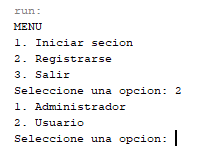 run:
MENU
1. Iniciar secion
2. Registrarse
3. Salir
Seleccione una opcion: 2
1. Administrador
2. Usuario
Seleccione una opcion: